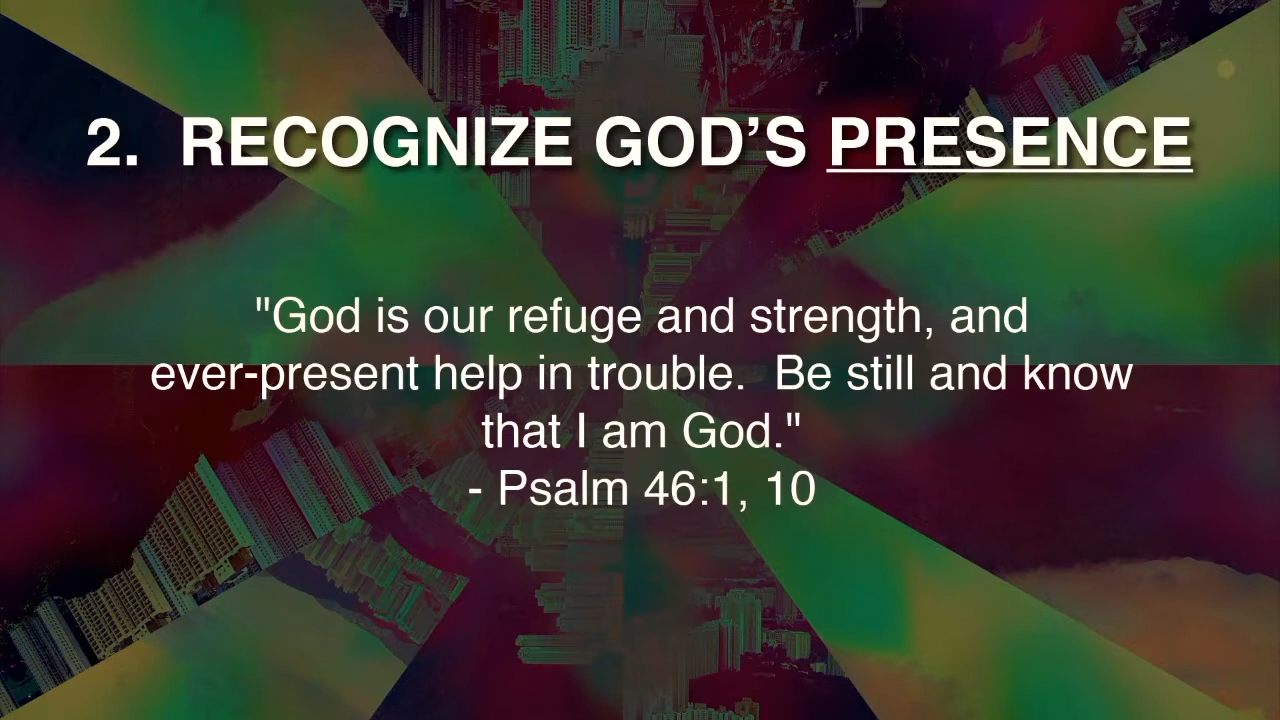 2.  RECOGNIZE GOD’S PRESENCE
"God is our refuge and strength, and
ever-present help in trouble.  Be still and know
that I am God."
- Psalm 46:1, 10